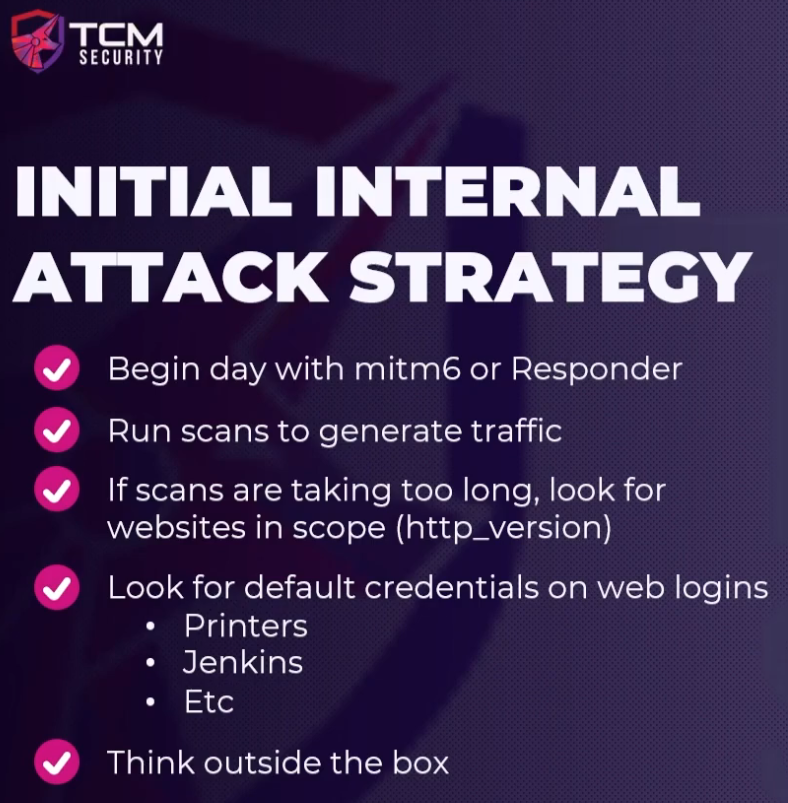 TCM
SECURITY
INITIAL INTERNAL
ATTACK STRATEGY
Begin day with mitm6 or Responder
Run scans to generate traffic
If scans are taking too long, look for
websites in scope (http_version)
Look for default credentials on web logins
• Printers
• Jenkins
• Etc
Think outside the box